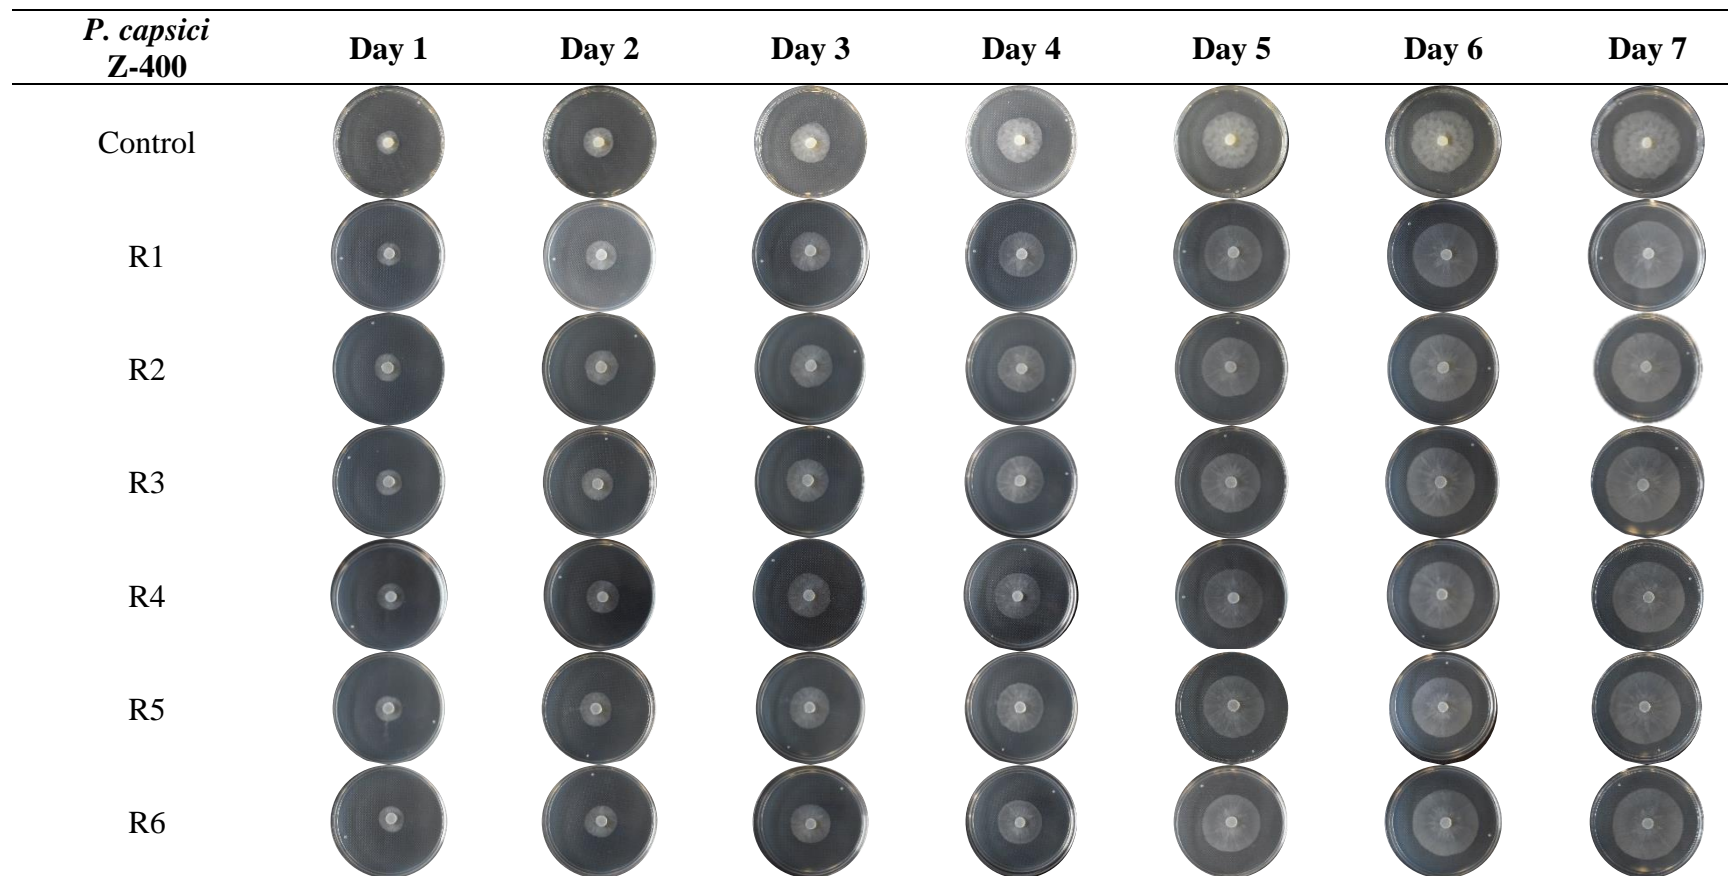 P. capsici
Z-400
Day 1
Day 2
Day 3
Day 4
Day 5
Day 6
Day 7
Control
R1
R2
R3
R4
R5
R6